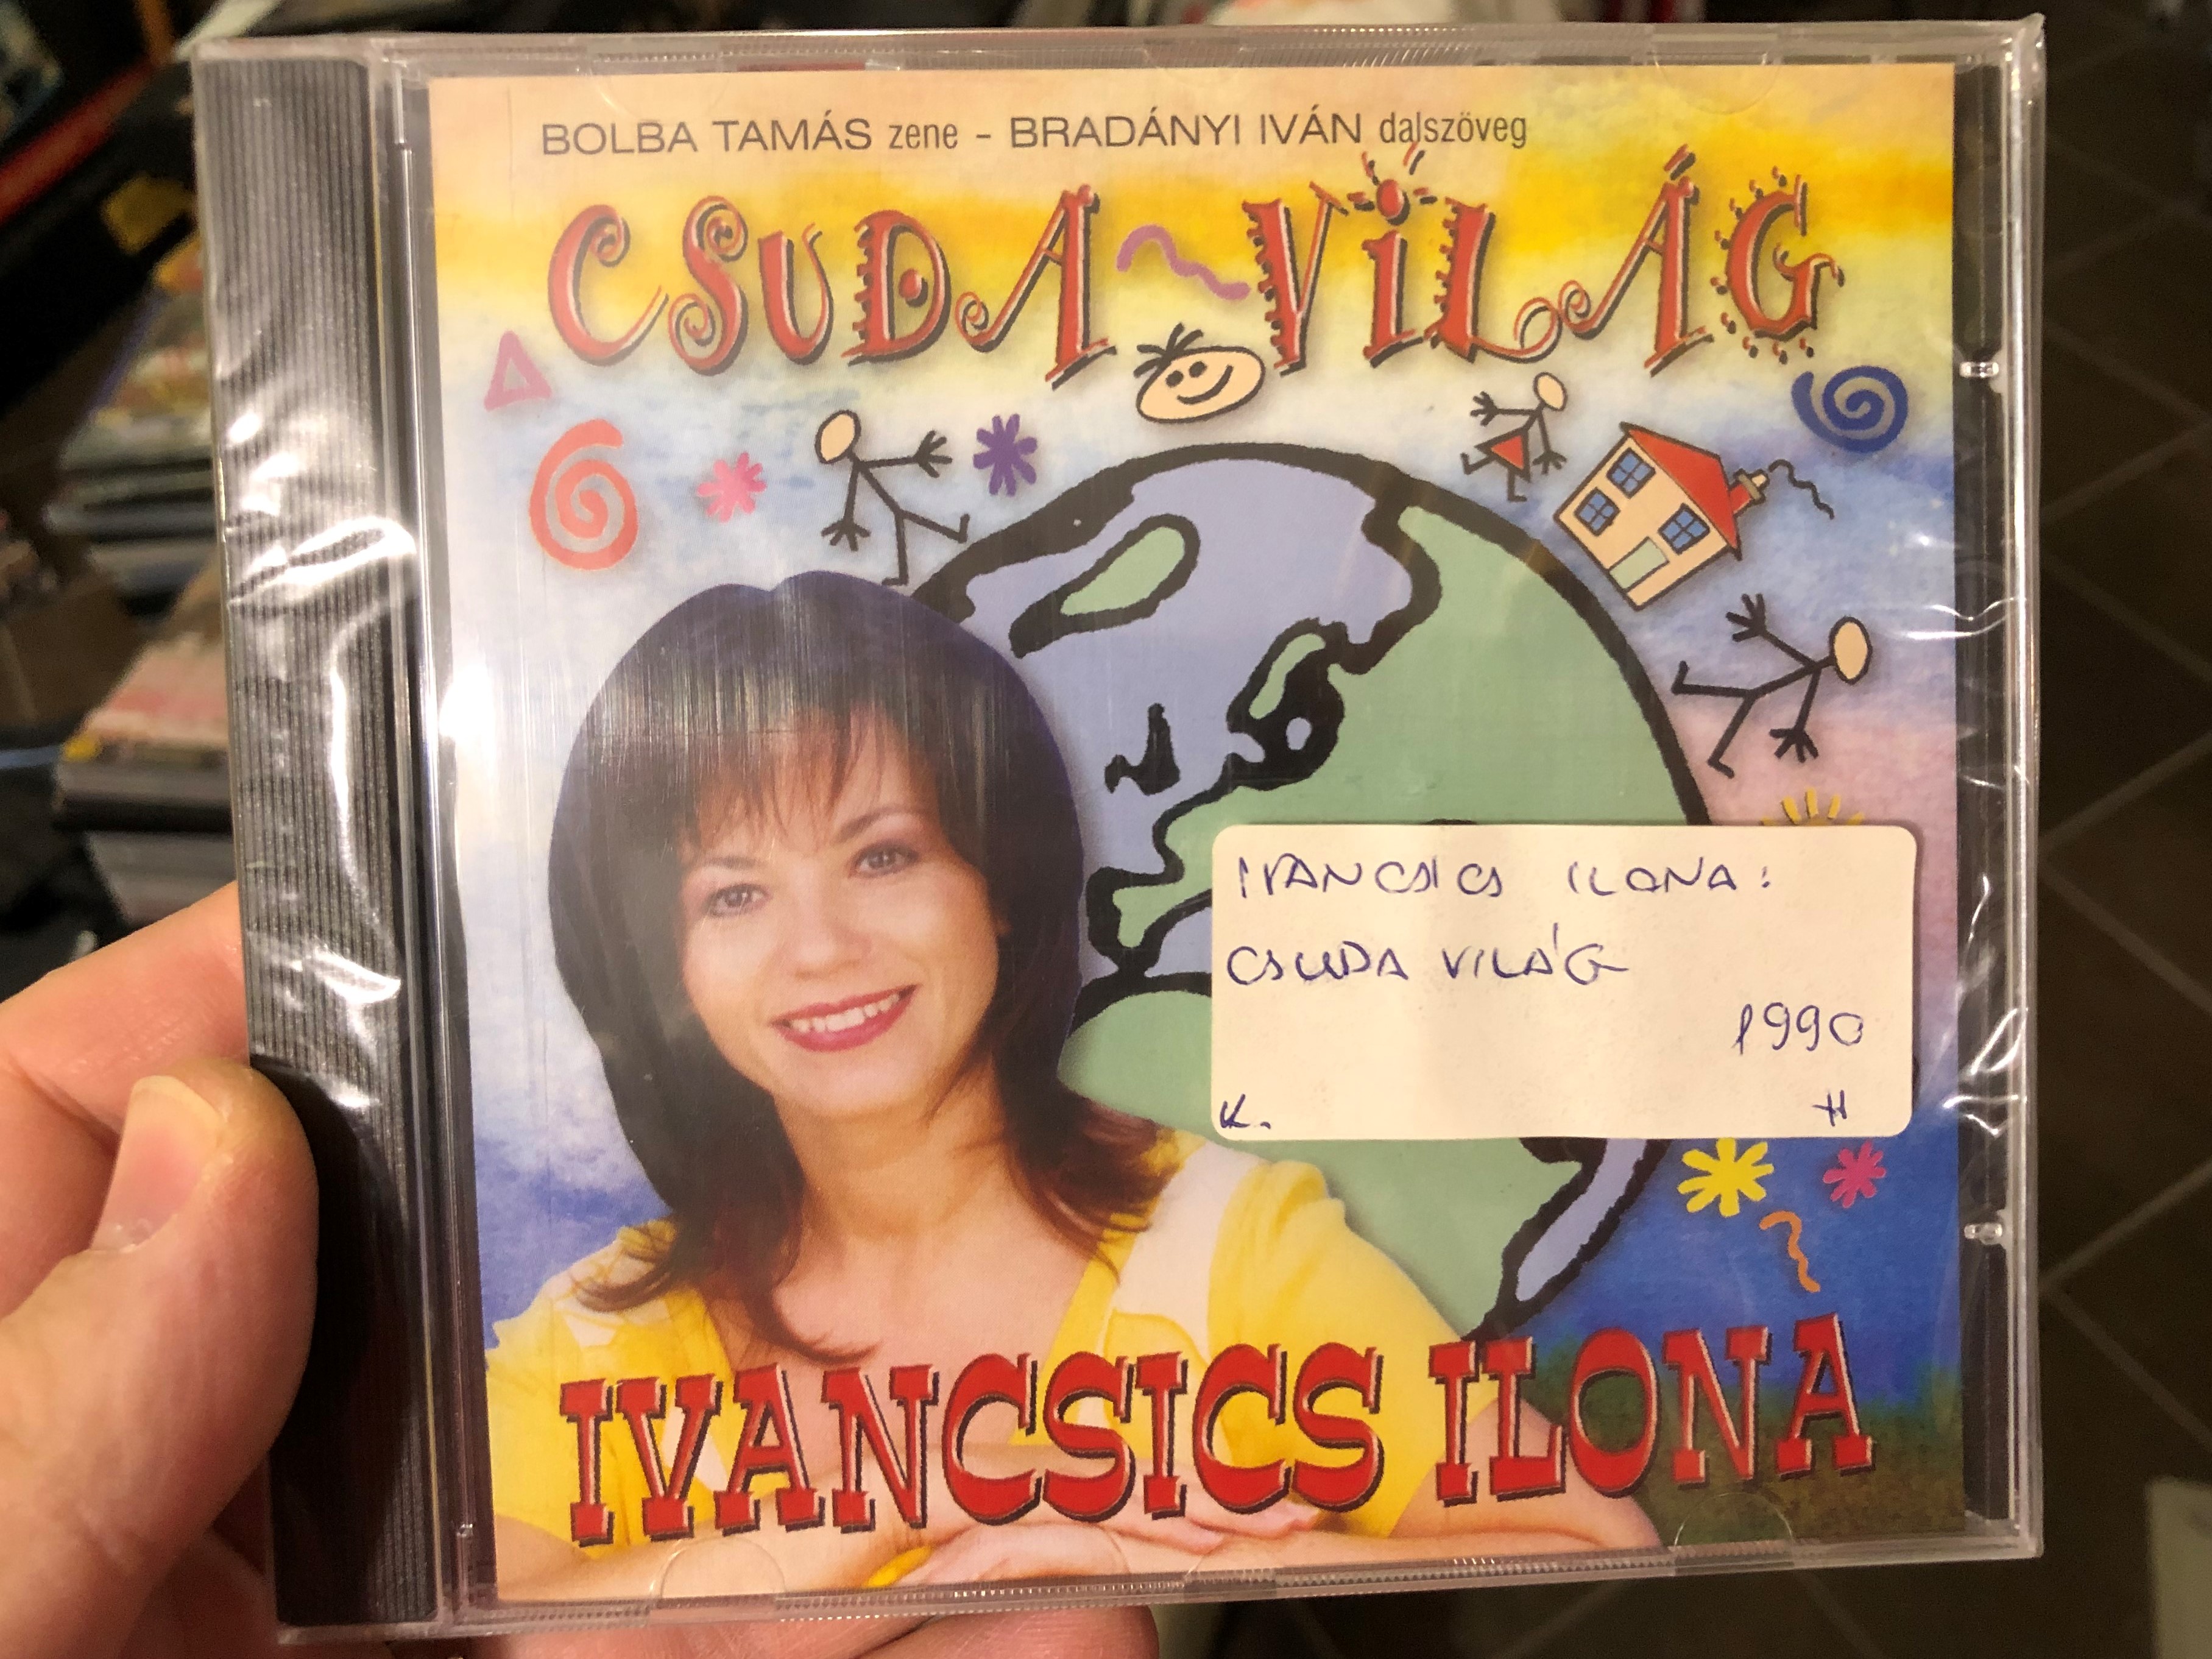 BOLBA TAMÁS zene - BRADÁNYI IVÁN dalszöveg
CSUDA~VILÁG
IVANCSICS ILONA:
CSUDA VILÁG
1990
K. H
IVANCSICS ILONA